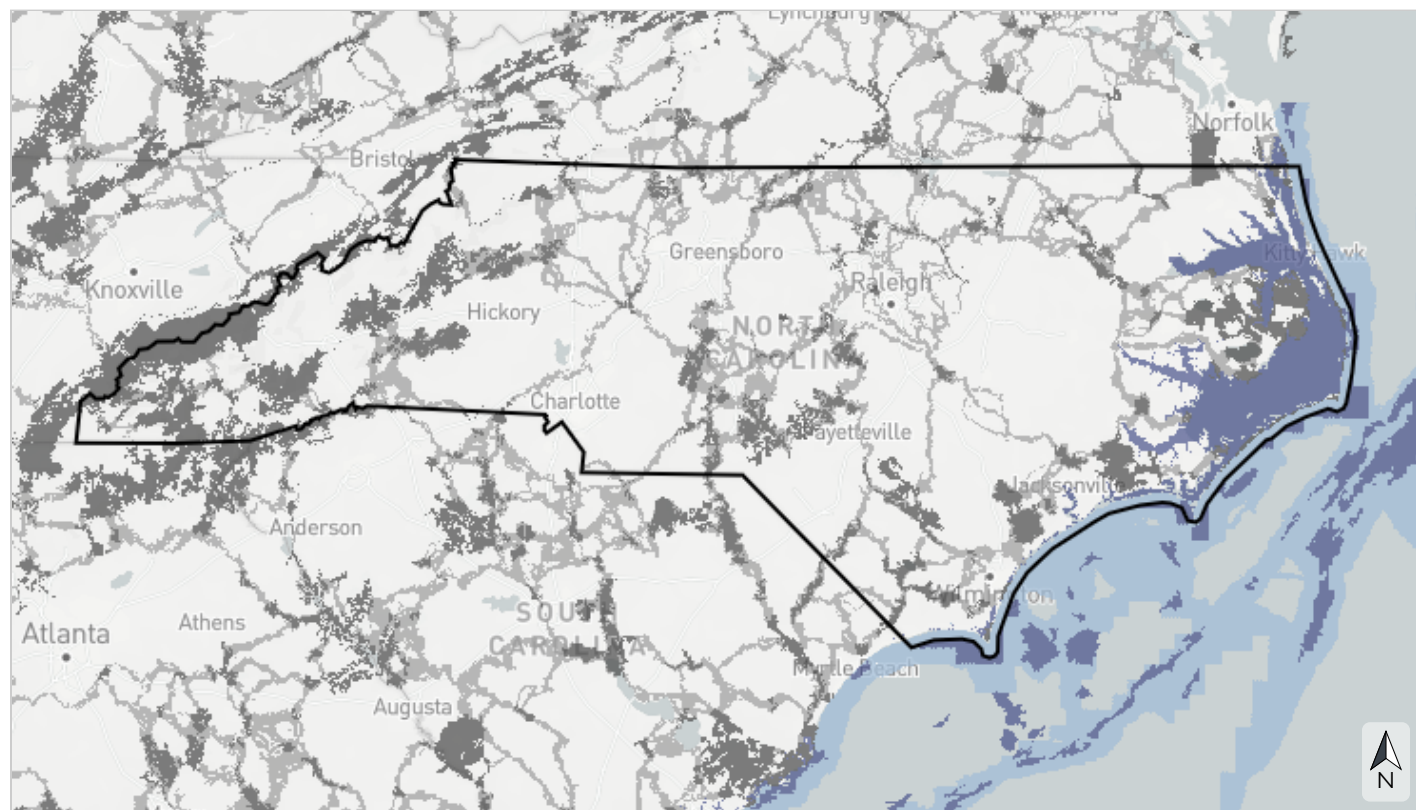 Lynchburg
Richmond
Norfolk
Bristol
Greensboro
Kitty Hawk
Knoxville
Raleigh
Hickory
NORTH
CAROLINA
Charlotte
Fayetteville
Jacksonville
Anderson
Wilmington
SOUTH
CAROLINA
Athens
Atlanta
Myrtle Beach
Augusta
N